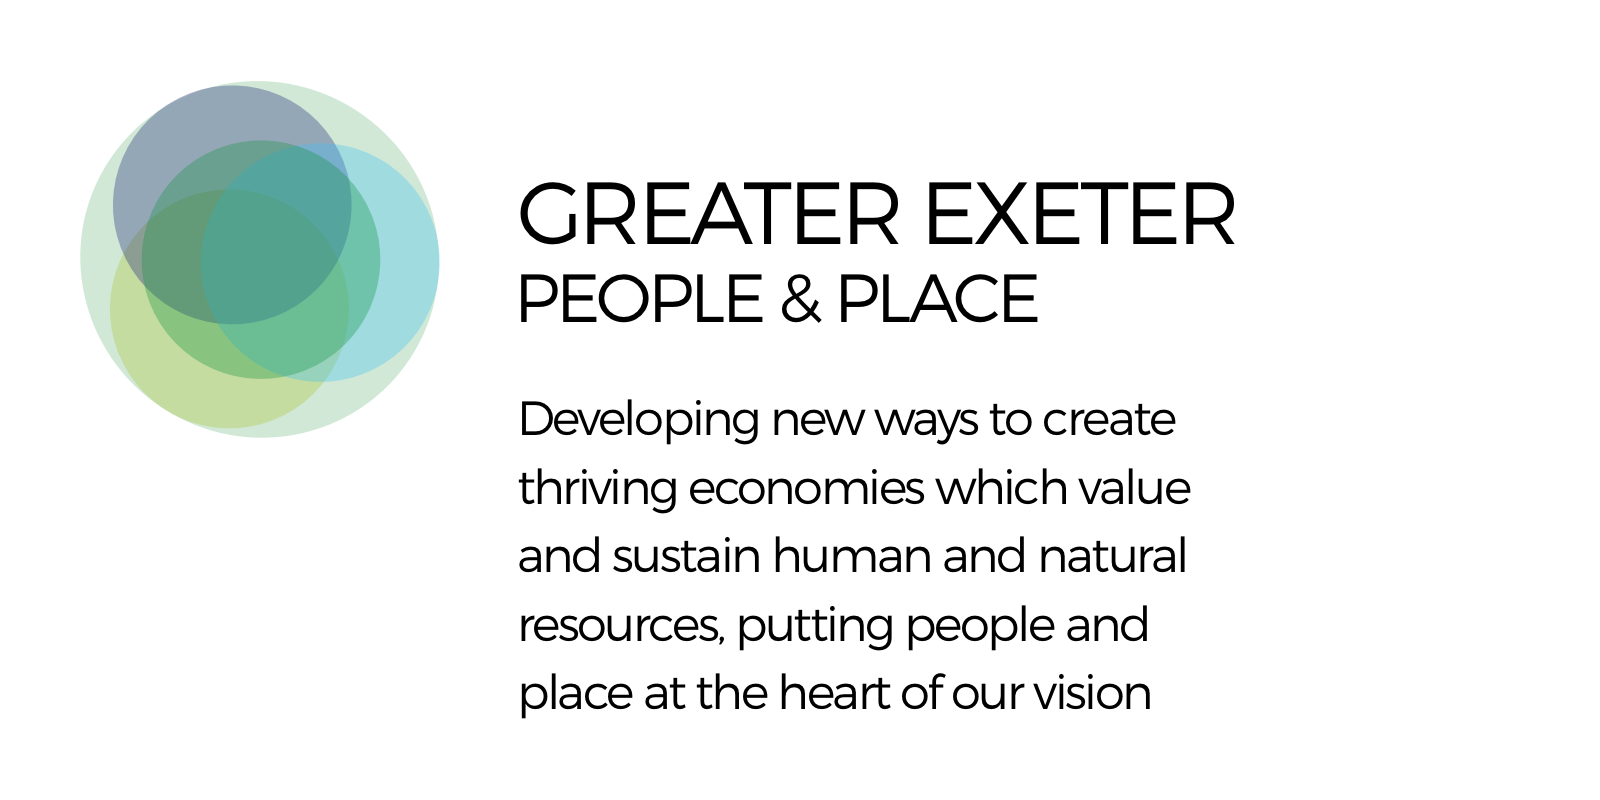 GREATER EXETER
PEOPLE & PLACE
Developing new ways to create
thriving economies which value
and sustain human and natural
resources, putting people and
place at the heart of our vision